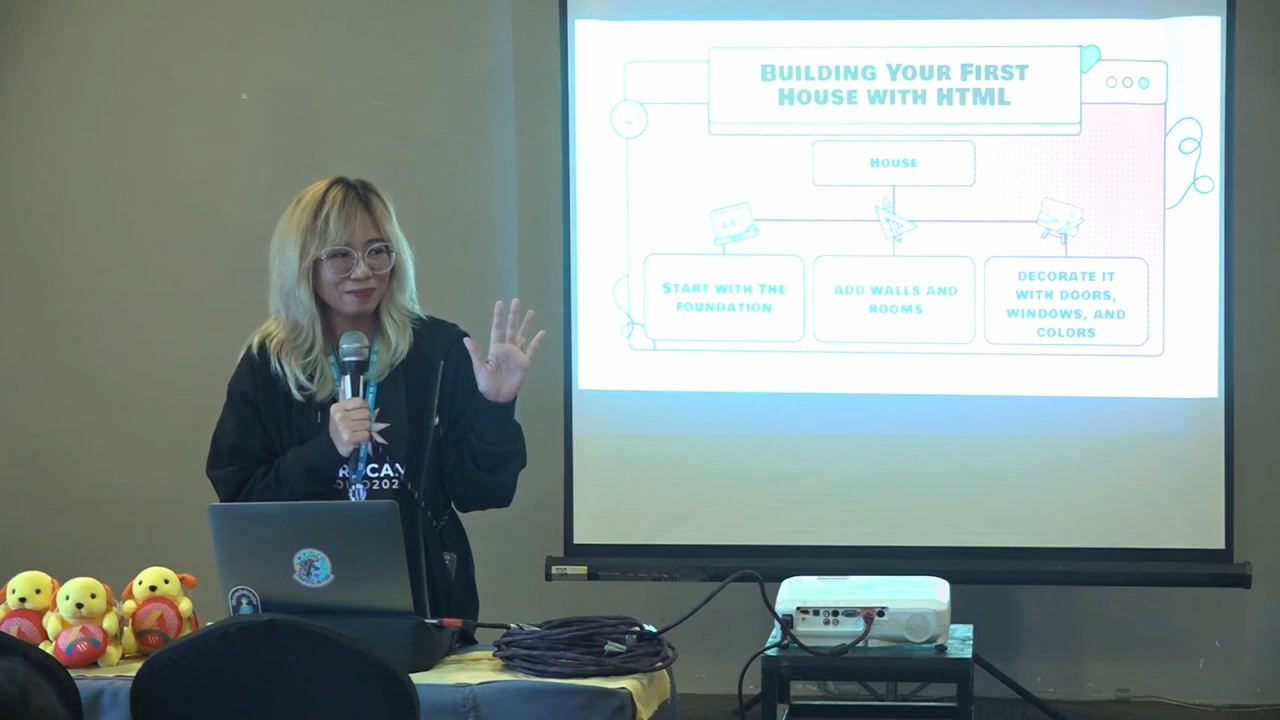 BUILDING YOUR FIRST
HOUSE WITH HTML
HOUSE
START WITH THE
FOUNDATION
ADD WALLS AND
ROOMS
DECORATE IT
WITH DOORS,
WINDOWS, AND
COLORS